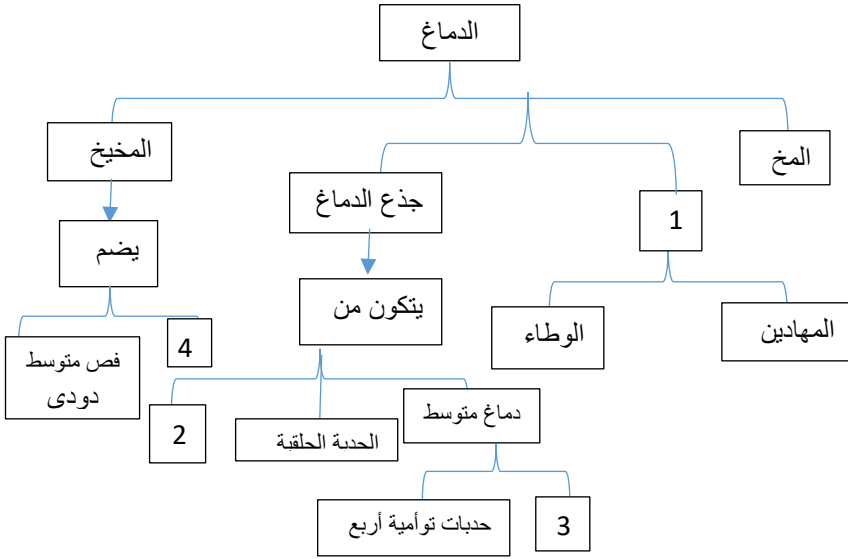 الدماغ
المخ
المخيخ
جذع الدماغ
1
يضم
يتكون من
الوطاء
المهادين
4
فص متوسط
دودى
2
الحدبة الحلقية
دماغ متوسط
حدبات توأمية أربع
3